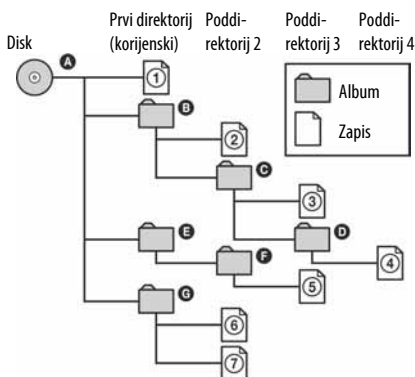 Disk
Prvi direktorij
(korijenski)
Poddi-
rektorij 2
Poddi-
rektorij 3
Poddi-
rektorij 4
A
1
Album
Zapis
B
2
C
3
E
D
F
4
5
G
6
7